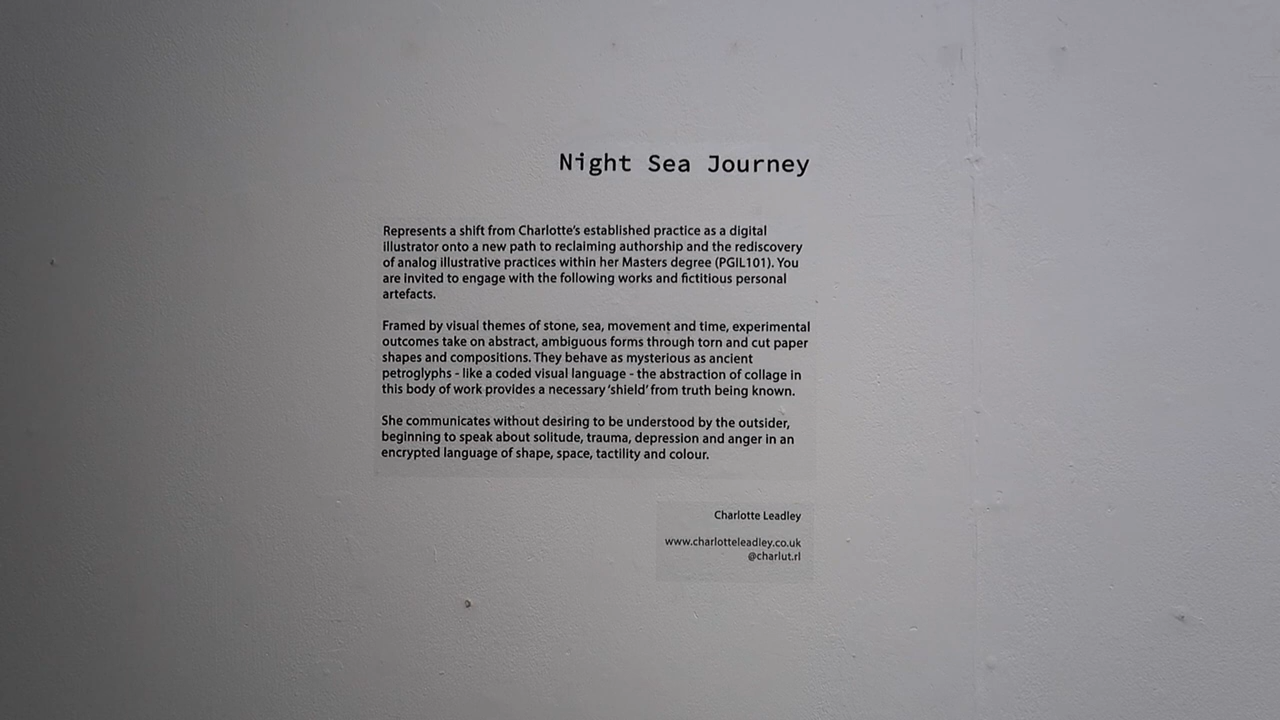 Night Sea Journey
Represents a shift from Charlotte's established practice as a digital
illustrator onto a new path to reclaiming authorship and the rediscovery
of analog illustrative practices within her Masters degree (PGIL101). You
are invited to engage with the following works and fictitious personal
artefacts.
Framed by visual themes of stone, sea, movement and time, experimental
outcomes take on abstract, ambiguous forms through torn and cut paper
shapes and compositions. They behave as mysterious as ancient
petroglyphs - like a coded visual language - the abstraction of collage in
this body of work provides a necessary 'shield' from truth being known.
She communicates without desiring to be understood by the outsider,
beginning to speak about solitude, trauma, depression and anger in an
encrypted language of shape, space, tactility and colour.
Charlotte Leadley
www.charlotteleadley.co.uk
@charlut.rl